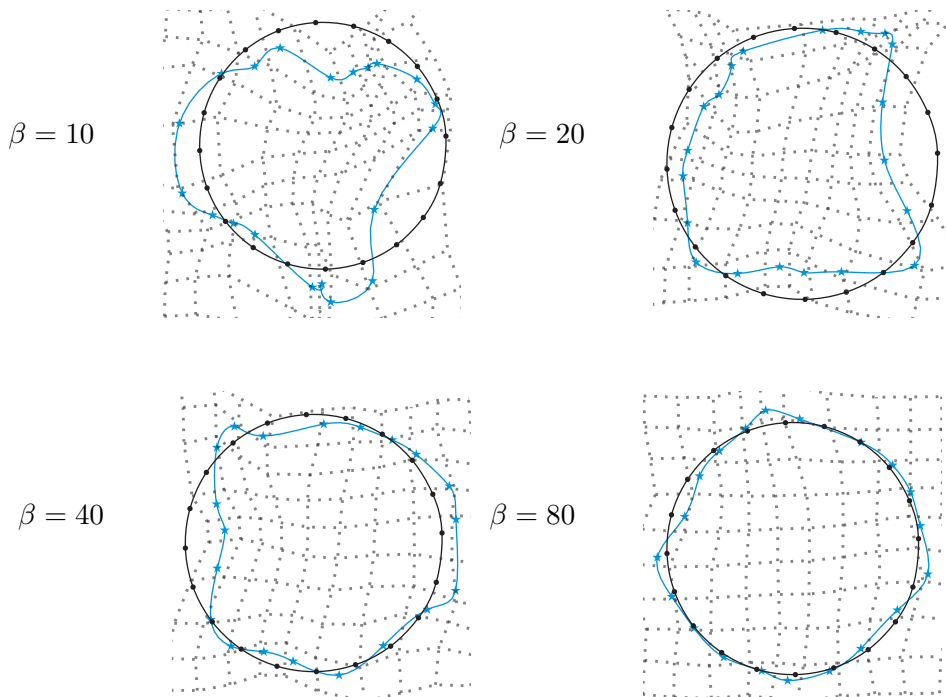 β = 10
β = 20
β = 40
β = 80